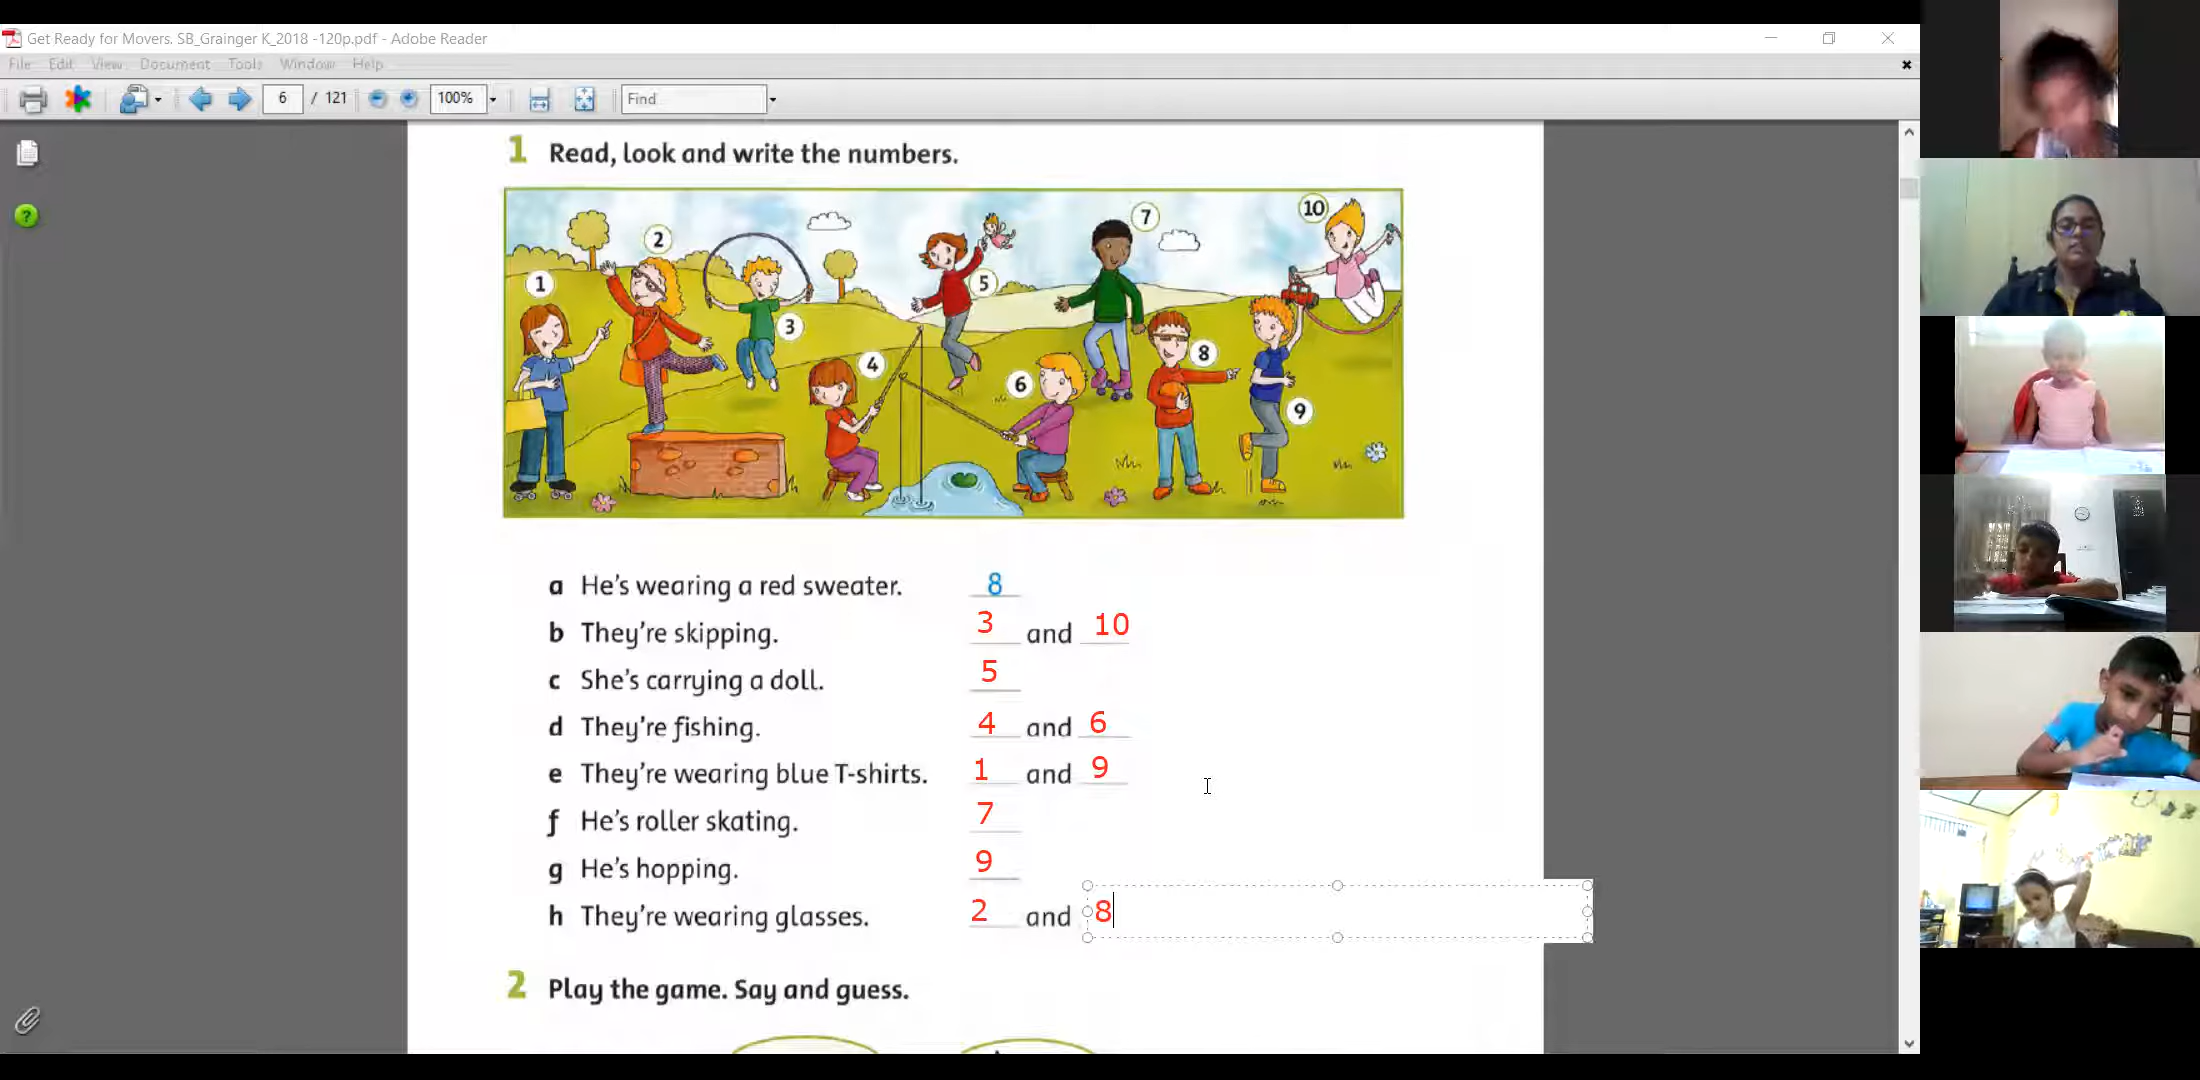 Get Ready for Movers. SB_Grainger K_2018 -120p.pdf - Adobe Reader
File Edit View Document Tools Window Help
6 / 121 100% Find
1 Read, look and write the numbers.
10
7
2
1
5
3
4
8
6
9
a He's wearing a red sweater. 8
b They're skipping. 3 and 10
c She's carrying a doll. 5
d They're fishing. 4 and 6
e They're wearing blue T-shirts. 1 and 9
f He's roller skating. 7
g He's hopping. 9
h They're wearing glasses. 2 and 8
2 Play the game. Say and guess.